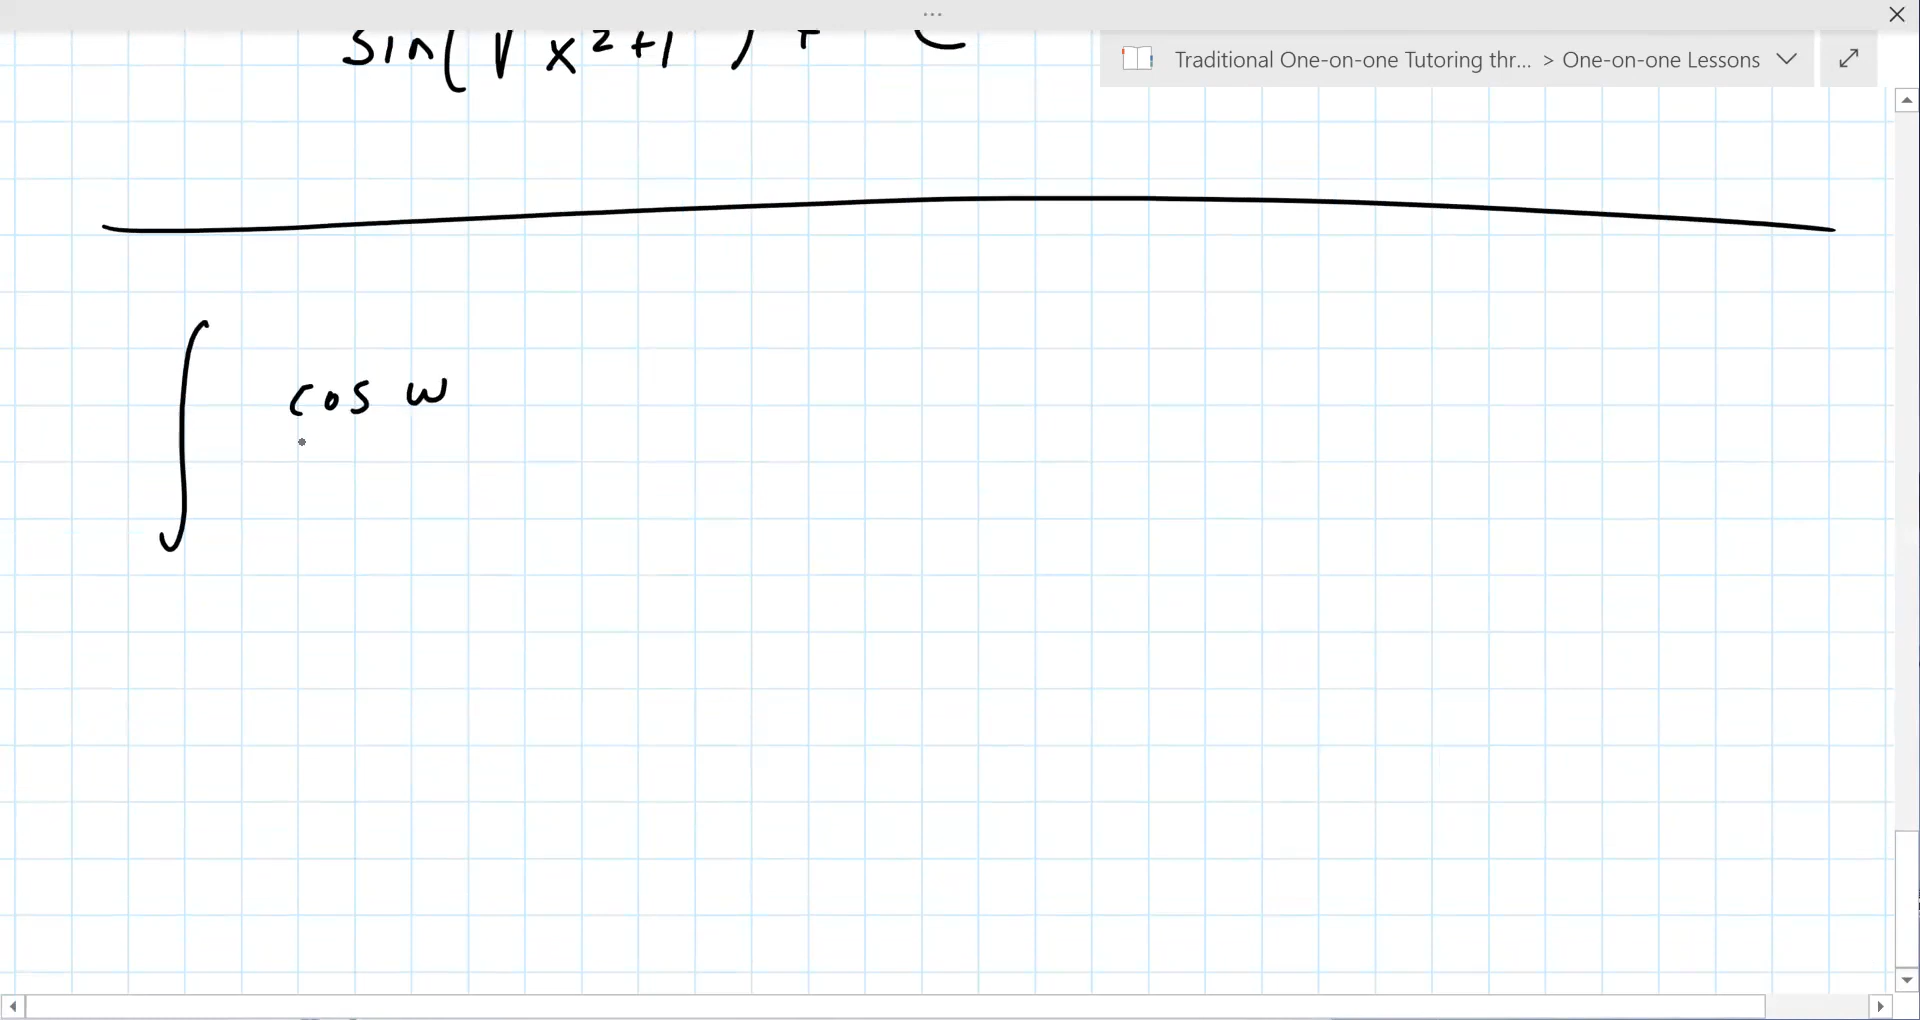 ...
sin(√x²+1) + C
Traditional One-on-one Tutoring thr... > One-on-one Lessons
∫ cos w